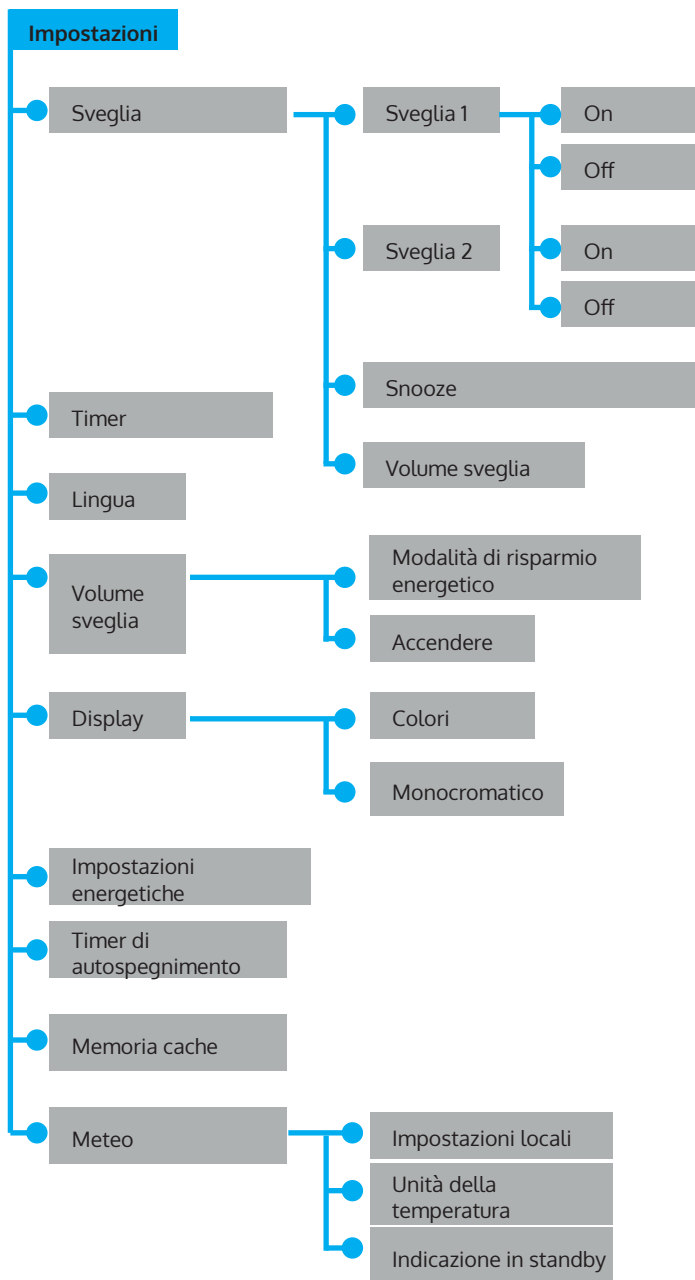 Impostazioni
Sveglia
Sveglia 1
On
Off
Sveglia 2
On
Off
Snooze
Volume sveglia
Timer
Lingua
Volume
sveglia
Modalità di risparmio
energetico
Accendere
Display
Colori
Monocromatico
Impostazioni
energetiche
Timer di
autospegnimento
Memoria cache
Meteo
Impostazioni locali
Unità della
temperatura
Indicazione in standby